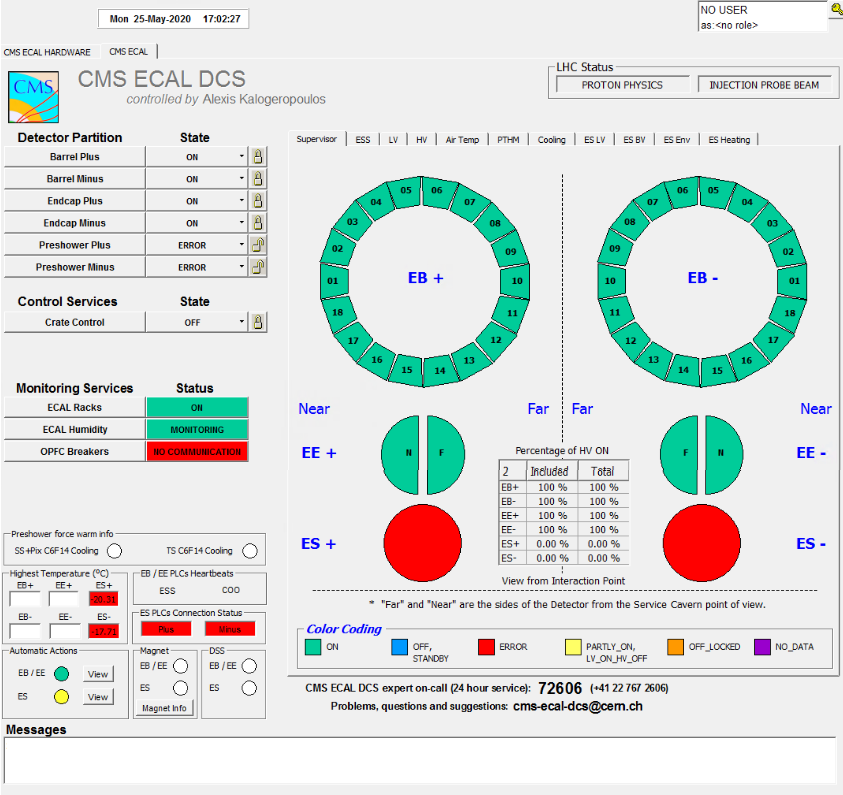 Mon 25-May-2020 17:02:27
NO USER
as:<no role>
CMS ECAL HARDWARE CMS ECAL
CMS
CMS ECAL DCS
controlled by Alexis Kalogeropoulos
LHC Status
PROTON PHYSICS INJECTION PROBE BEAM
Detector Partition State
Barrel Plus ON
Barrel Minus ON
Endcap Plus ON
Endcap Minus ON
Preshower Plus ERROR
Preshower Minus ERROR
Control Services State
Crate Control OFF
Monitoring Services Status
ECAL Racks ON
ECAL Humidity MONITORING
OPFC Breakers NO COMMUNICATION
Preshower force warm info
SS+Pix C6F14 Cooling TS C6F14 Cooling
Highest Temperature (°C)
EB+ EE+ ES+
-20.31
EB- EE- ES-
-17.71
EB / EE PLCs Heartbeats
ESS COO
ES PLCs Connection Status
Plus Minus
Automatic Actions
EB / EE View
ES View
Magnet
EB / EE
ES
Magnet Info
DSS
EB / EE
ES
Supervisor ESS LV HV Air Temp PTHM Cooling ES LV ES BV ES Env ES Heating
EB +
01 02 03 04 05 06 07 08 09 10 11 12 13 14 15 16 17 18
EB -
10 09 08 07 06 05 04 03 02 01 18 17 16 15 14 13 12 11
Near Far Far Near
EE + N F
F N EE -
Percentage of HV ON
2 Included Total
EB+ 100 % 100 %
EB- 100 % 100 %
EE+ 100 % 100 %
EE- 100 % 100 %
ES+ 0.00 % 0.00 %
ES- 0.00 % 0.00 %
ES + ES -
View from Interaction Point
* "Far" and "Near" are the sides of the Detector from the Service Cavern point of view.
Color Coding
ON
OFF,
STANDBY
ERROR
PARTLY_ON,
LV_ON_HV_OFF
OFF_LOCKED
NO_DATA
CMS ECAL DCS expert on-call (24 hour service): 72606 (+41 22 767 2606)
Problems, questions and suggestions: cms-ecal-dcs@cern.ch
Messages